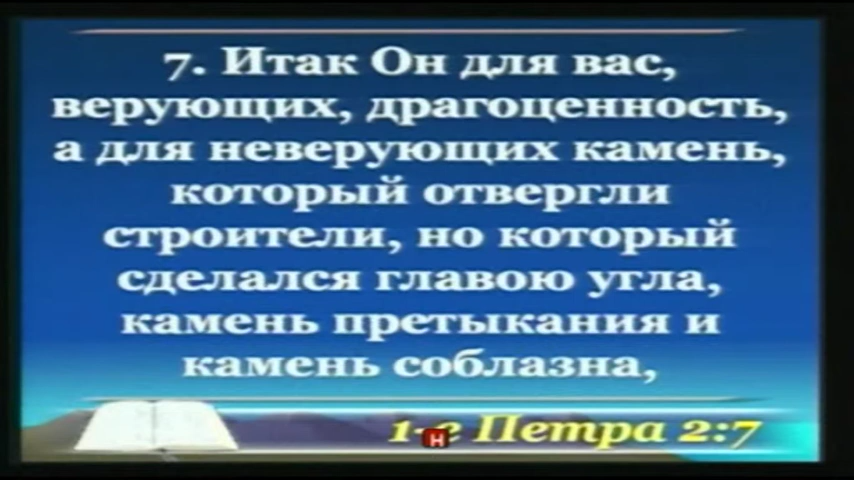 7. Итак Он для вас,
верующих, драгоценность,
а для неверующих камень,
который отвергли
строители, но который
сделался главою угла,
камень претыкания и
камень соблазна,
1-е Петра 2:7
Н